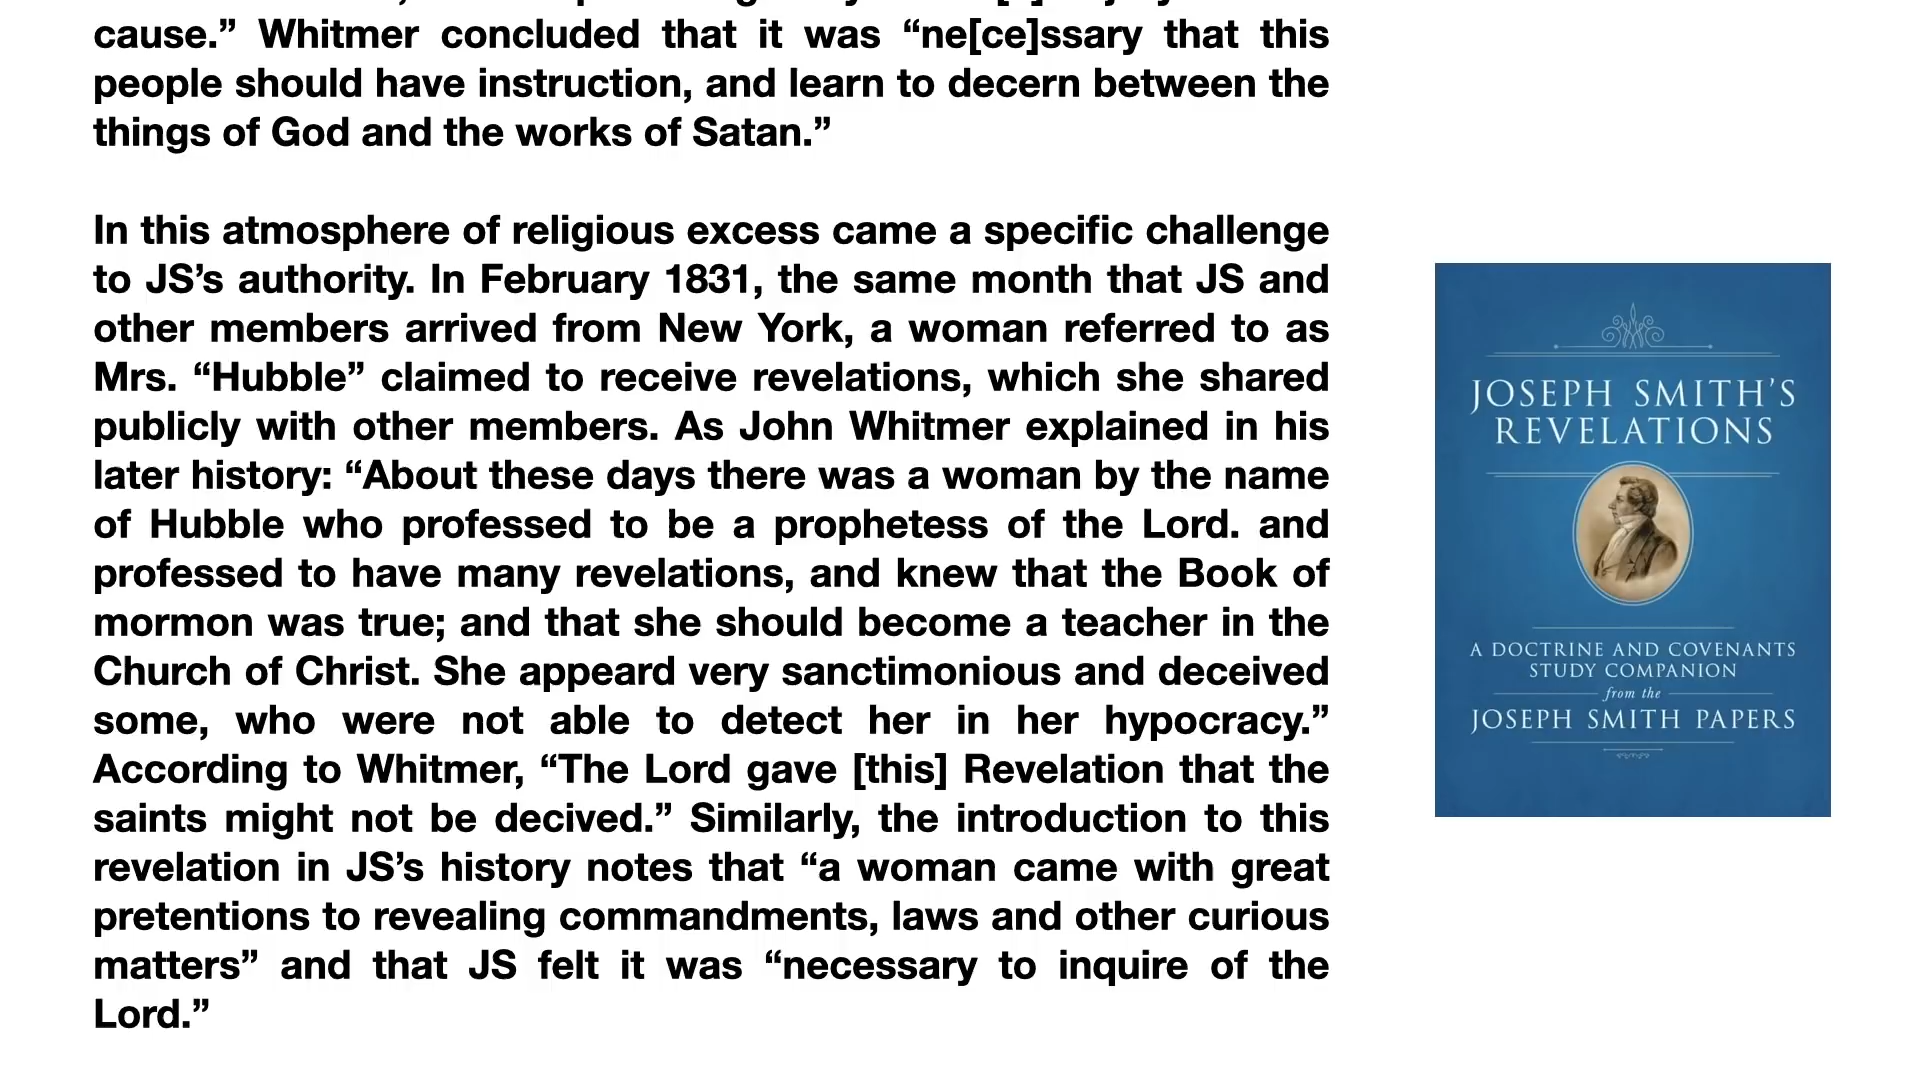 cause.” Whitmer concluded that it was “ne[ce]ssary that this
people should have instruction, and learn to decern between the
things of God and the works of Satan.”
In this atmosphere of religious excess came a specific challenge
to JS’s authority. In February 1831, the same month that JS and
other members arrived from New York, a woman referred to as
Mrs. “Hubble” claimed to receive revelations, which she shared
publicly with other members. As John Whitmer explained in his
later history: “About these days there was a woman by the name
of Hubble who professed to be a prophetess of the Lord. and
professed to have many revelations, and knew that the Book of
mormon was true; and that she should become a teacher in the
Church of Christ. She appeard very sanctimonious and deceived
some, who were not able to detect her in her hypocracy.”
According to Whitmer, “The Lord gave [this] Revelation that the
saints might not be decived.” Similarly, the introduction to this
revelation in JS’s history notes that “a woman came with great
pretentions to revealing commandments, laws and other curious
matters” and that JS felt it was “necessary to inquire of the
Lord.”
JOSEPH SMITH’S
REVELATIONS
A DOCTRINE AND COVENANTS
STUDY COMPANION
from the
JOSEPH SMITH PAPERS